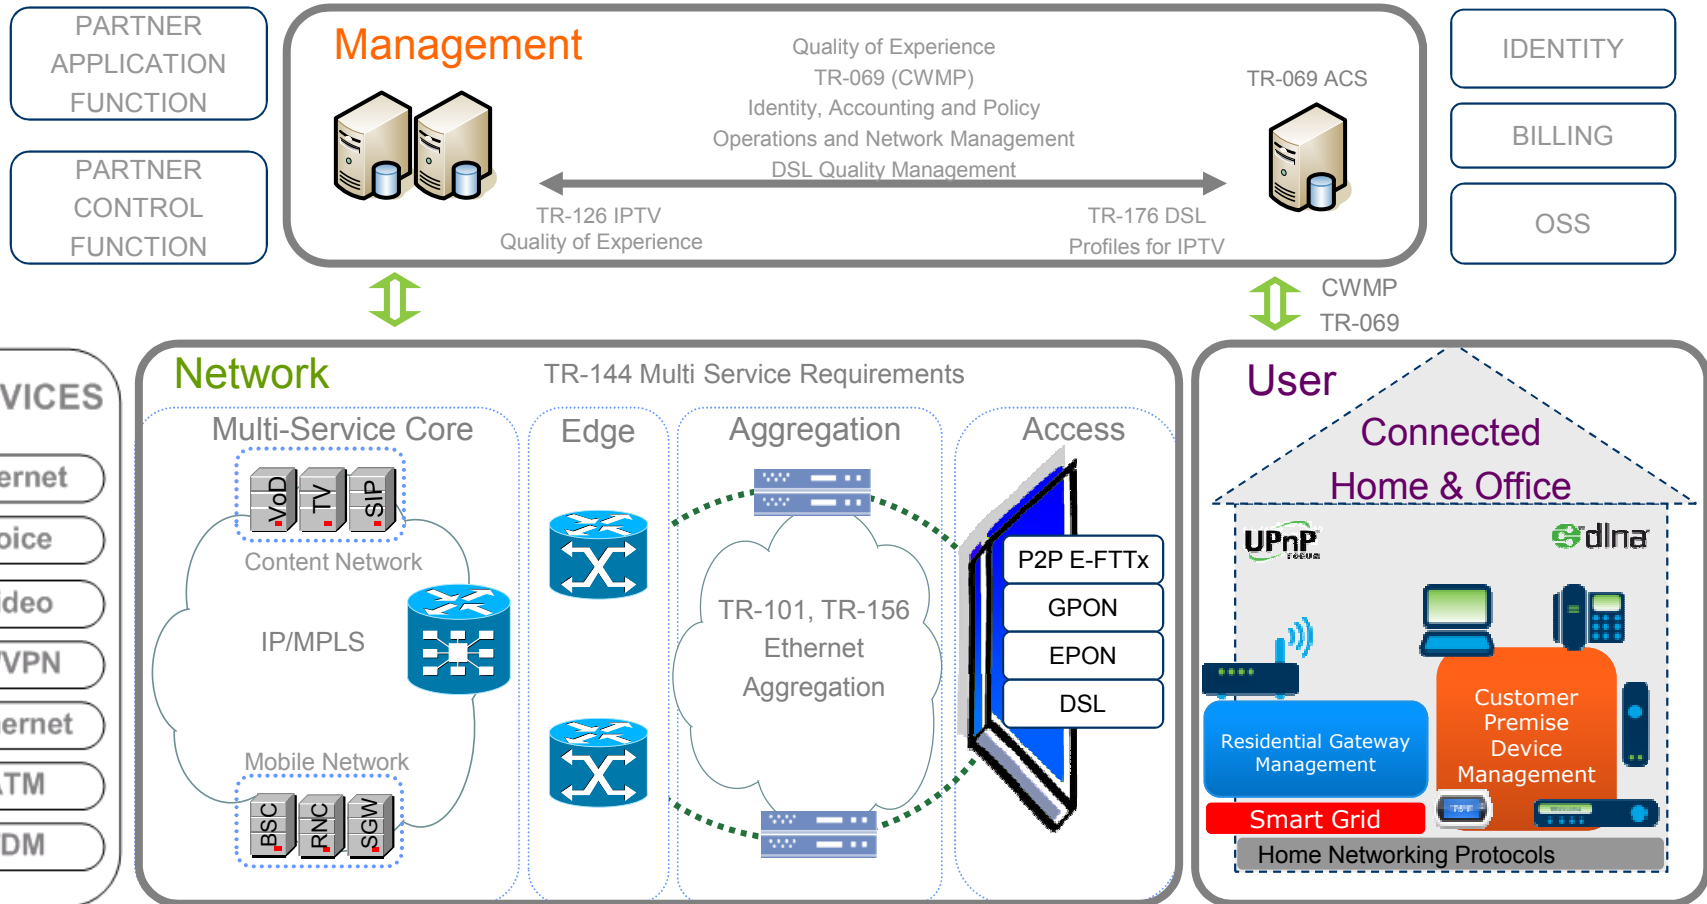 PARTNER
APPLICATION
FUNCTION
PARTNER
CONTROL
FUNCTION
Management
Quality of Experience
TR-069 (CWMP)
Identity, Accounting and Policy
Operations and Network Management
DSL Quality Management
TR-069 ACS
TR-126 IPTV
Quality of Experience
TR-176 DSL
Profiles for IPTV
IDENTITY
BILLING
OSS
CWMP
TR-069
VICES
ernet
oice
ideo
VPN
ernet
TM
DM
Network
TR-144 Multi Service Requirements
Multi-Service Core
VoD
TV
SIP
Content Network
IP/MPLS
Mobile Network
BSC
RNC
SGW
Edge
Aggregation
TR-101, TR-156
Ethernet
Aggregation
Access
P2P E-FTTx
GPON
EPON
DSL
User
Connected
Home & Office
UPnP
FORUM
dlna
Residential Gateway
Management
Smart Grid
Customer
Premise
Device
Management
Home Networking Protocols